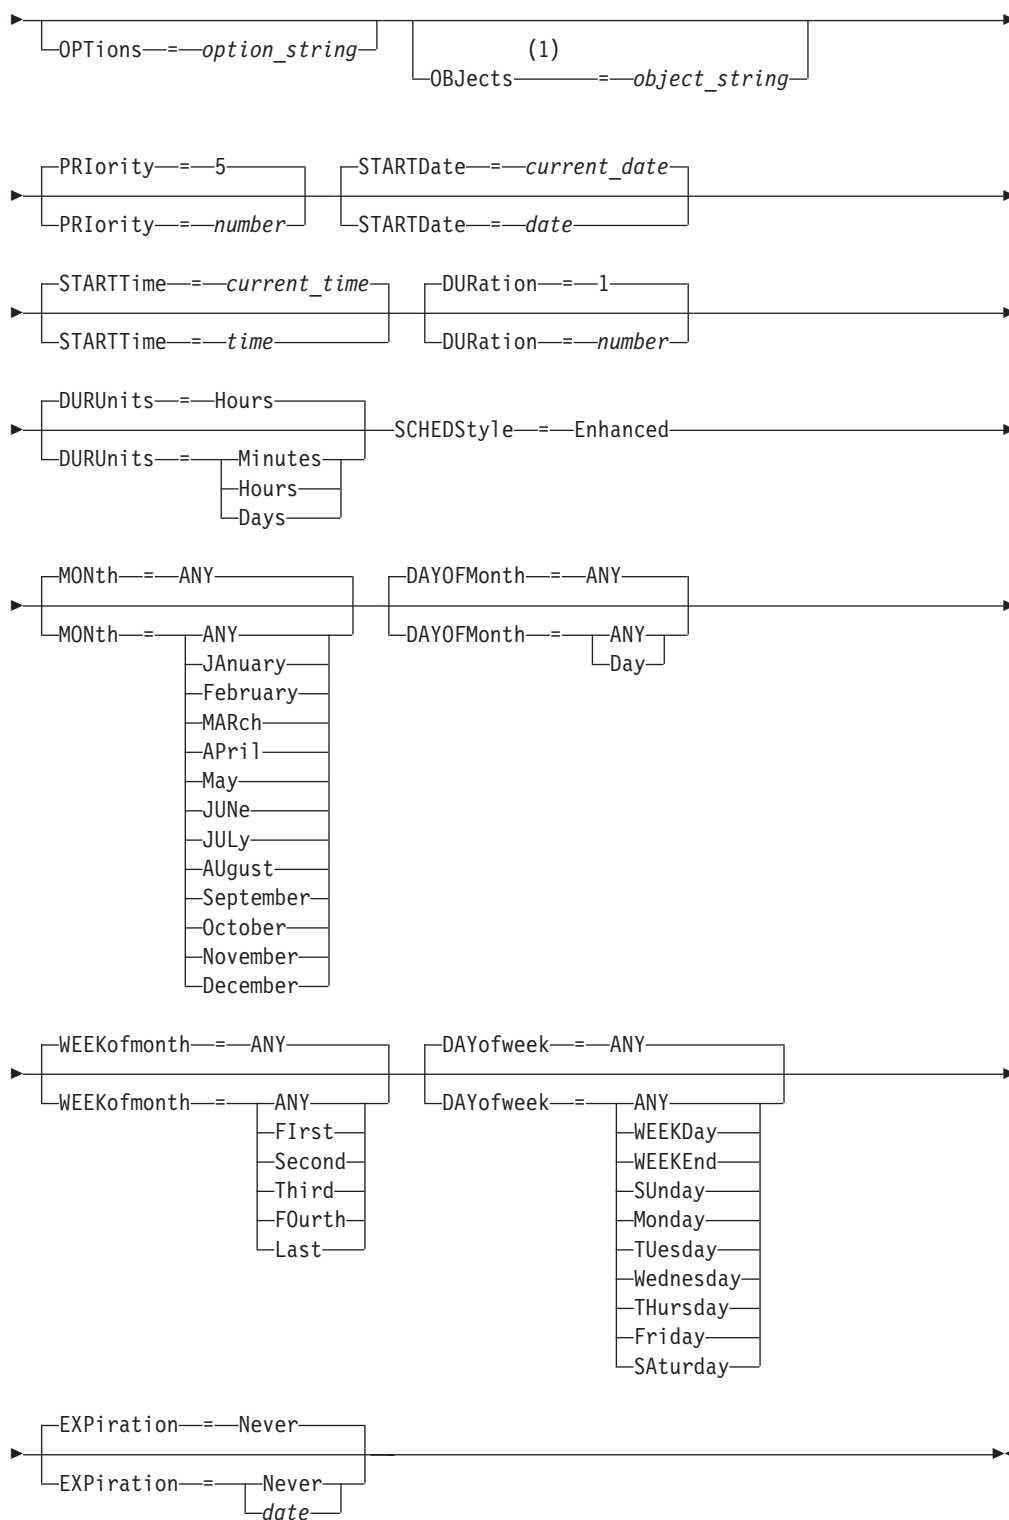 OPTions = option_string
(1)
OBJects = object_string
PRIority = 5
PRIority = number
STARTDate = current_date
STARTDate = date
STARTTime = current_time
STARTTime = time
DURation = 1
DURation = number
DURUnits = Hours
DURUnits = Minutes
Hours
Days
SCHEDStyle = Enhanced
MONth = ANY
MONth = ANY
JAnuary
February
MARch
APril
May
JUNe
JULy
AUgust
September
October
November
December
DAYOFMonth = ANY
DAYOFMonth = ANY
Day
WEEKofmonth = ANY
WEEKofmonth = ANY
FIrst
Second
Third
FOurth
Last
DAYofweek = ANY
DAYofweek = ANY
WEEKDay
WEEKEnd
SUnday
Monday
TUesday
Wednesday
THursday
Friday
SAturday
EXPiration = Never
EXPiration = Never
date